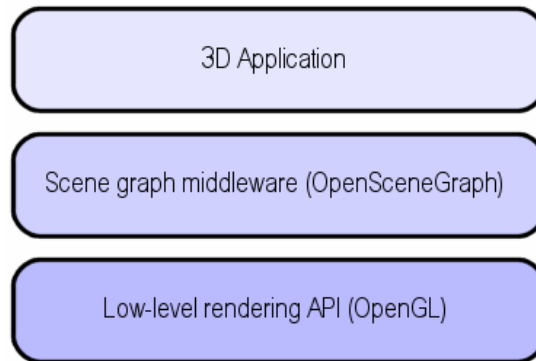 3D Application
Scene graph middleware (OpenSceneGraph)
Low-level rendering API (OpenGL)